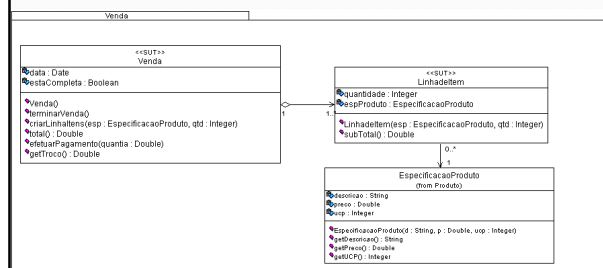 Venda
<<SUT>>
Venda
data : Date
estaCompleta : Boolean
Venda()
terminarVenda()
criarLinhaItens(esp : EspecificacaoProduto, qtd : Integer)
total() : Double
efetuarPagamento(quantia : Double)
getTroco() : Double
1
1..*
<<SUT>>
LinhadeItem
quantidade : Integer
espProduto : EspecificacaoProduto
LinhadeItem(esp : EspecificacaoProduto, qtd : Integer)
subTotal() : Double
0..*
1
EspecificacaoProduto
(from Produto)
descricao : String
preco : Double
ucp : Integer
EspecificacaoProduto(d : String, p : Double, ucp : Integer)
getDescricao() : String
getPreco() : Double
getUCP() : Integer